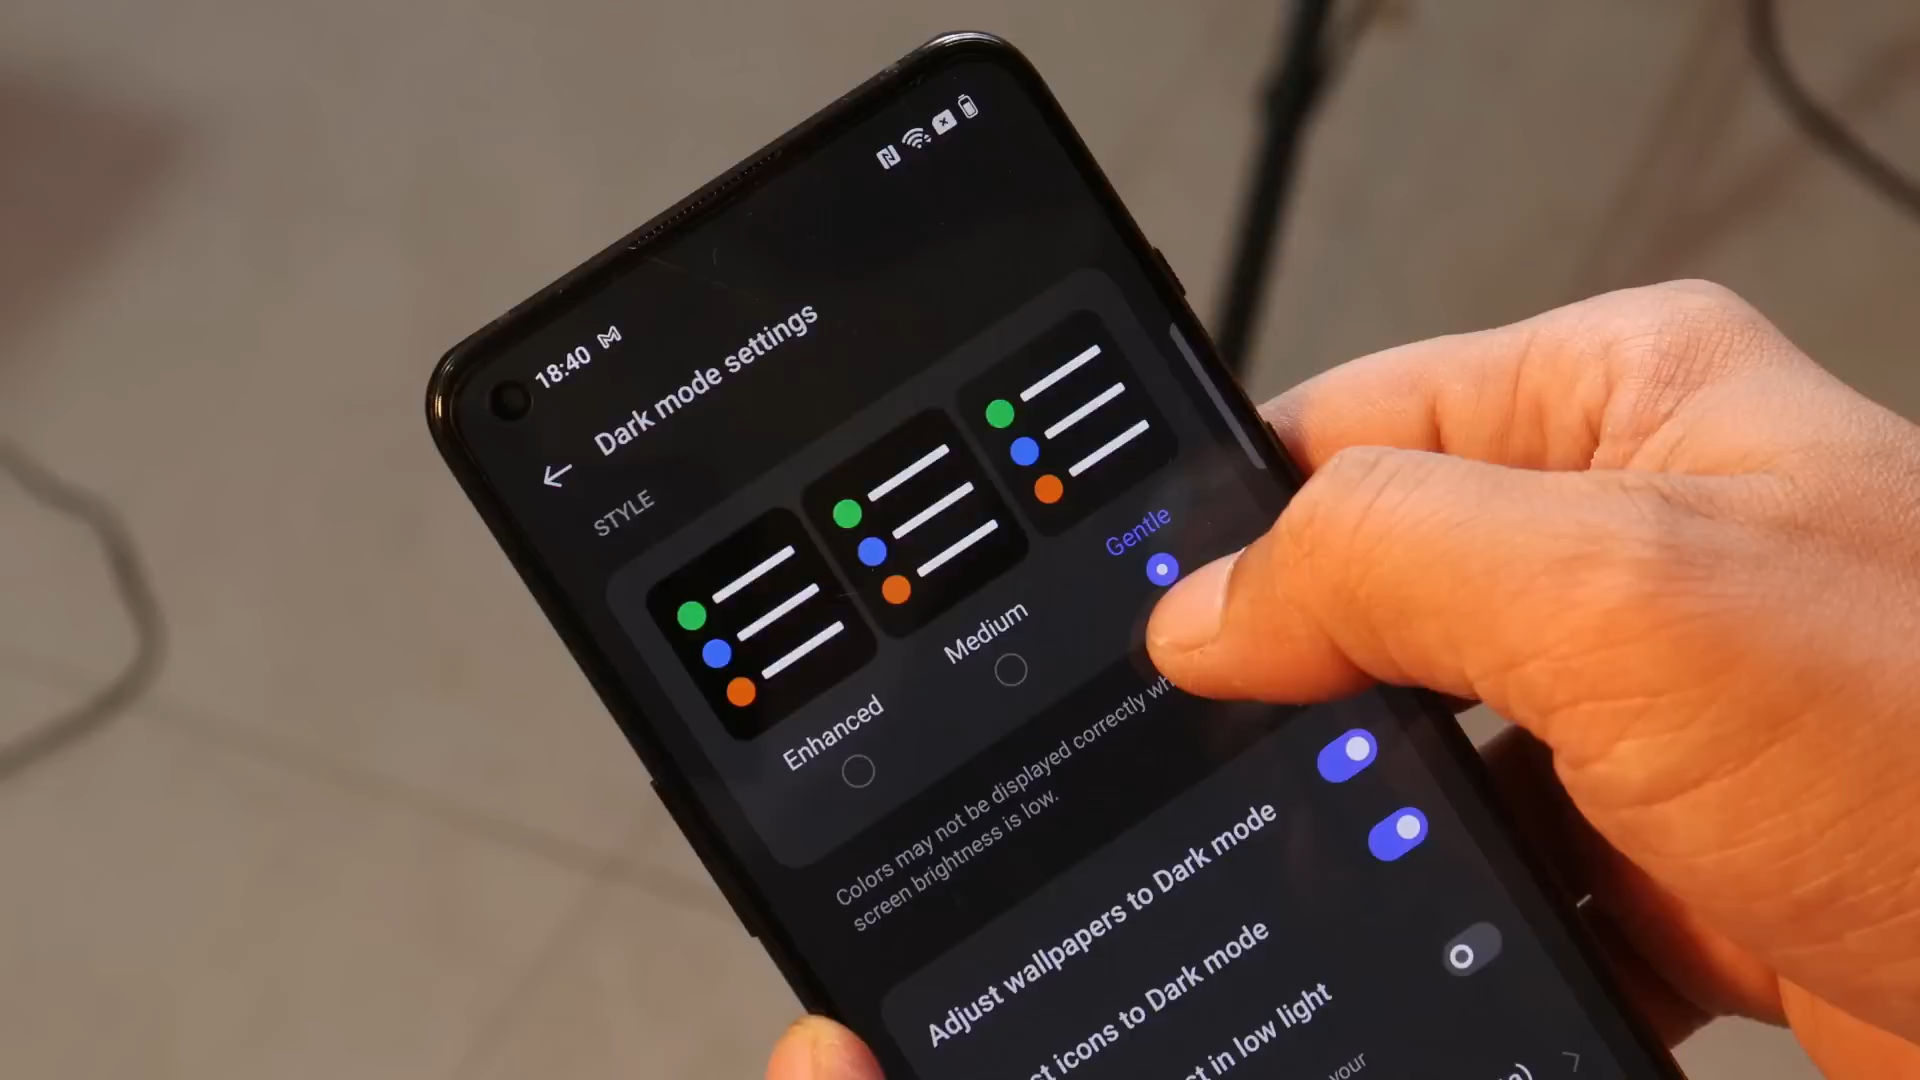 18:40
Dark mode settings
STYLE
Enhanced
Medium
Gentle
Colors may not be displayed correctly
screen brightness is low.
Adjust wallpapers to Dark mode
icons to Dark mode
in low light
your